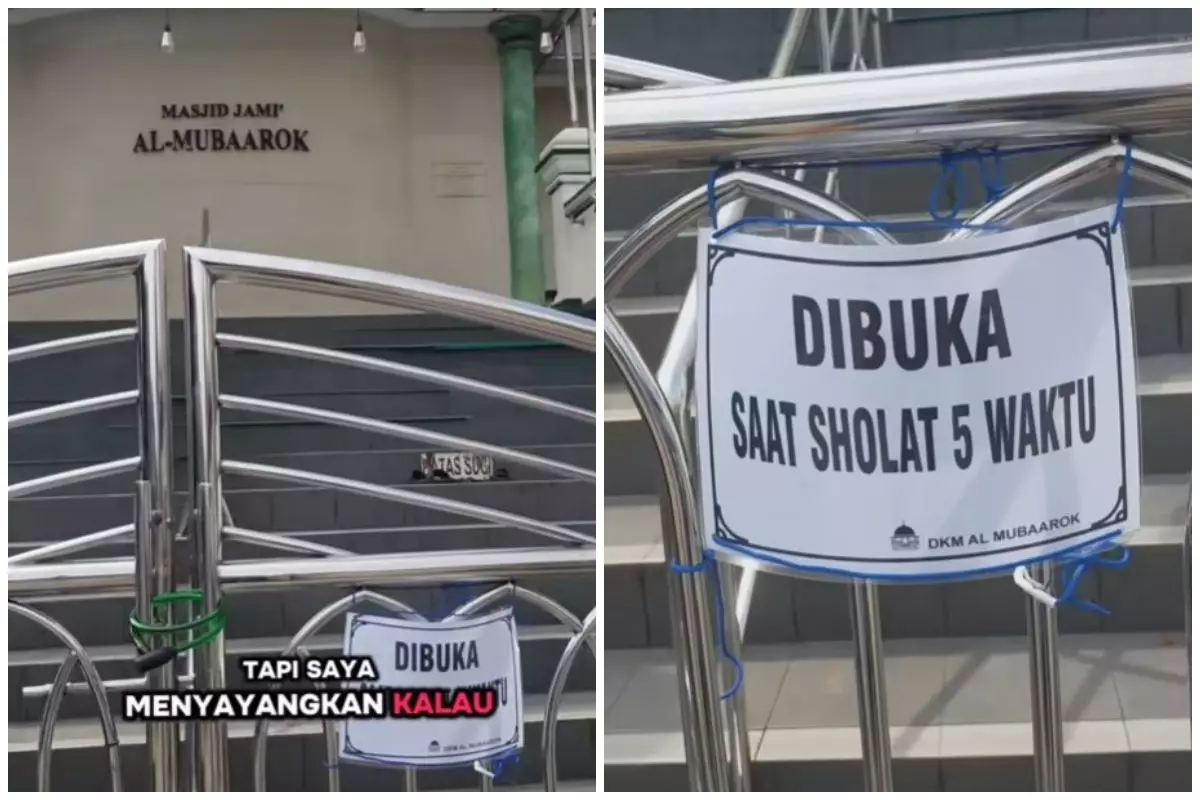 MASJID JAMI'
AL-MUBAAROK
BATAS SUCI
DIBUKA
TAPI SAYA
MENYAYANGKAN KALAU
DKM AL MUBAAROK
DIBUKA
SAAT SHOLAT 5 WAKTU
DKM AL MUBAAROK